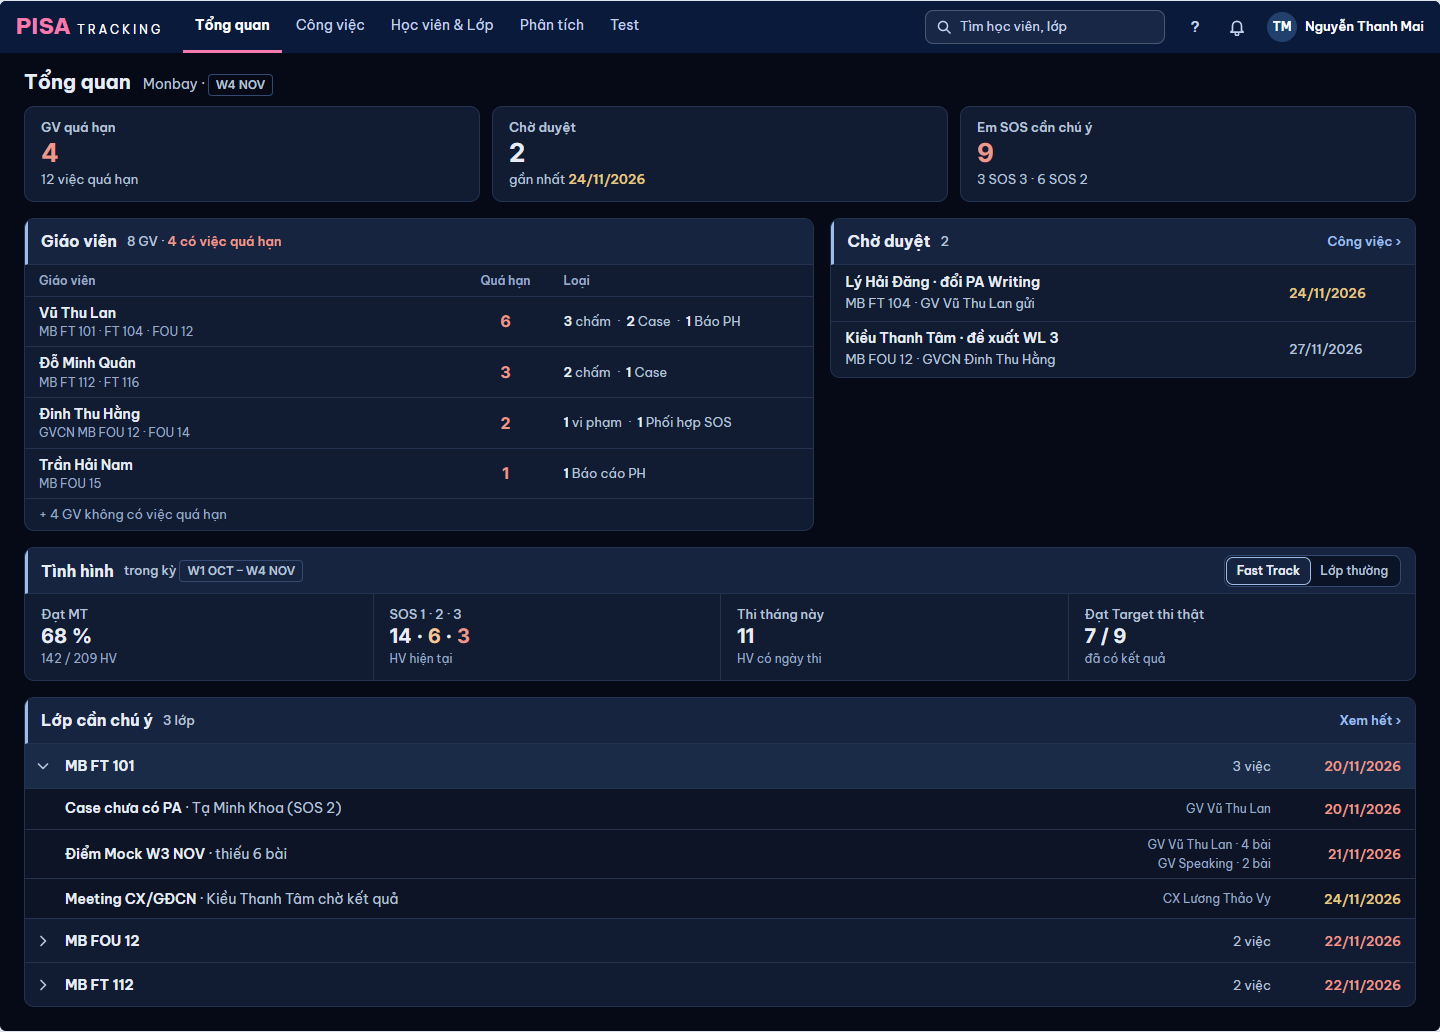 PISA TRACKING
Tổng quan
Công việc
Học viên & Lớp
Phân tích
Test
Tìm học viên, lớp
?
TM
Nguyễn Thanh Mai
Tổng quan
Monbay · W4 NOV
GV quá hạn
4
12 việc quá hạn
Chờ duyệt
2
gần nhất 24/11/2026
Em SOS cần chú ý
9
3 SOS 3 · 6 SOS 2
Giáo viên 8 GV · 4 có việc quá hạn
Giáo viên Quá hạn Loại
Vũ Thu Lan
MB FT 101 · FT 104 · FOU 12
6
3 chấm · 2 Case · 1 Báo PH
Đỗ Minh Quân
MB FT 112 · FT 116
3
2 chấm · 1 Case
Đinh Thu Hằng
GVCN MB FOU 12 · FOU 14
2
1 vi phạm · 1 Phối hợp SOS
Trần Hải Nam
MB FOU 15
1
1 Báo cáo PH
+ 4 GV không có việc quá hạn
Chờ duyệt 2
Công việc ›
Lý Hải Đăng · đổi PA Writing
MB FT 104 · GV Vũ Thu Lan gửi
24/11/2026
Kiều Thanh Tâm · đề xuất WL 3
MB FOU 12 · GVCN Đinh Thu Hằng
27/11/2026
Tình hình trong kỳ W1 OCT – W4 NOV
Fast Track
Lớp thường
Đạt MT
68 %
142 / 209 HV
SOS 1 · 2 · 3
14 · 6 · 3
HV hiện tại
Thi tháng này
11
HV có ngày thi
Đạt Target thi thật
7 / 9
đã có kết quả
Lớp cần chú ý 3 lớp
Xem hết ›
MB FT 101 3 việc 20/11/2026
Case chưa có PA · Tạ Minh Khoa (SOS 2) GV Vũ Thu Lan 20/11/2026
Điểm Mock W3 NOV · thiếu 6 bài
GV Vũ Thu Lan · 4 bài
GV Speaking · 2 bài
21/11/2026
Meeting CX/GĐCN · Kiều Thanh Tâm chờ kết quả CX Lương Thảo Vy 24/11/2026
MB FOU 12 2 việc 22/11/2026
MB FT 112 2 việc 22/11/2026